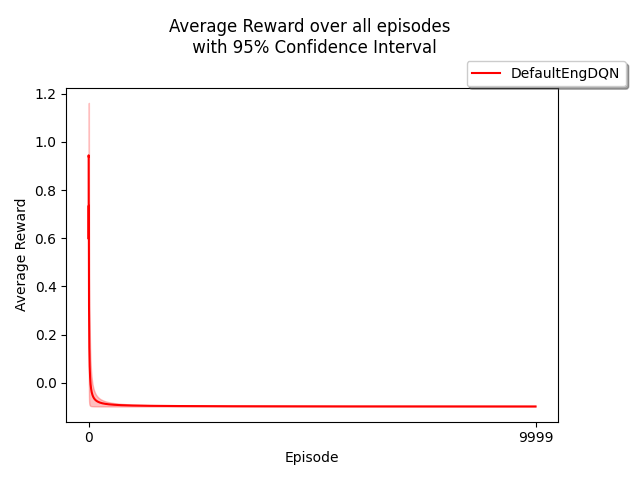 Average Reward over all episodes
with 95% Confidence Interval
DefaultEngDQN
1.2
1.0
0.8
0.6
0.4
0.2
0.0
Average Reward
0 9999
Episode